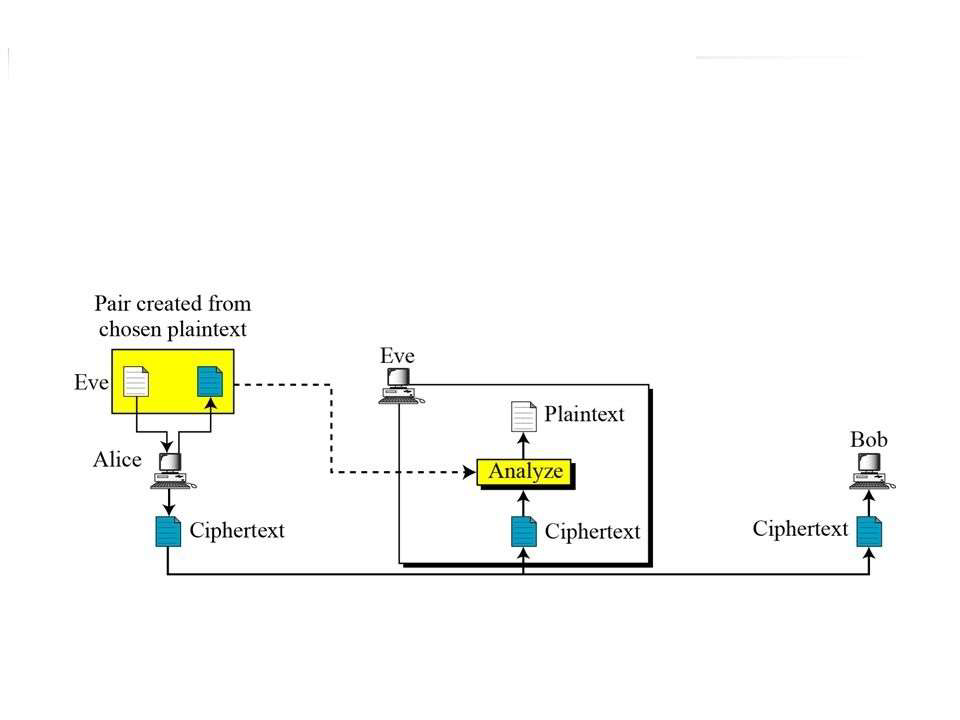 Pair created from
chosen plaintext
Eve
Eve
Plaintext
Alice
Analyze
Bob
Ciphertext
Ciphertext
Ciphertext